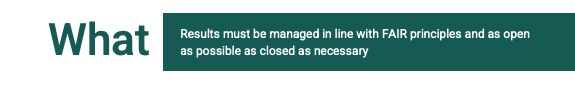 What
Results must be managed in line with FAIR principles and as open
as possible as closed as necessary